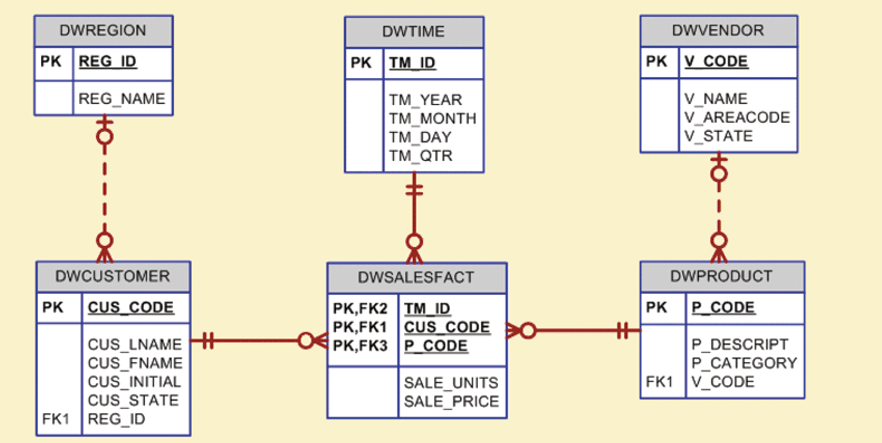 DWREGION
PK REG_ID
REG_NAME
DWTIME
PK TM_ID
TM_YEAR
TM_MONTH
TM_DAY
TM_QTR
DWVENDOR
PK V_CODE
V_NAME
V_AREACODE
V_STATE
DWCUSTOMER
PK CUS_CODE
CUS_LNAME
CUS_FNAME
CUS_INITIAL
CUS_STATE
FK1 REG_ID
DWSALESFACT
PK,FK2 TM_ID
PK,FK1 CUS_CODE
PK,FK3 P_CODE
SALE_UNITS
SALE_PRICE
DWPRODUCT
PK P_CODE
P_DESCRIPT
P_CATEGORY
FK1 V_CODE